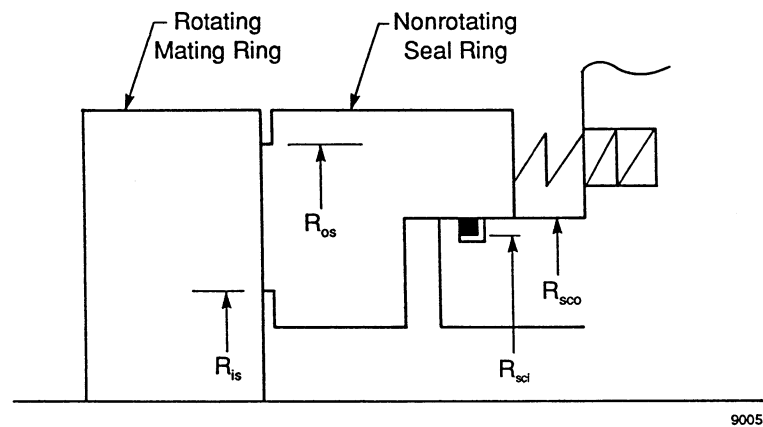 Rotating
Mating Ring
Nonrotating
Seal Ring
Ros
Rsco
Ris
Rsci
9005